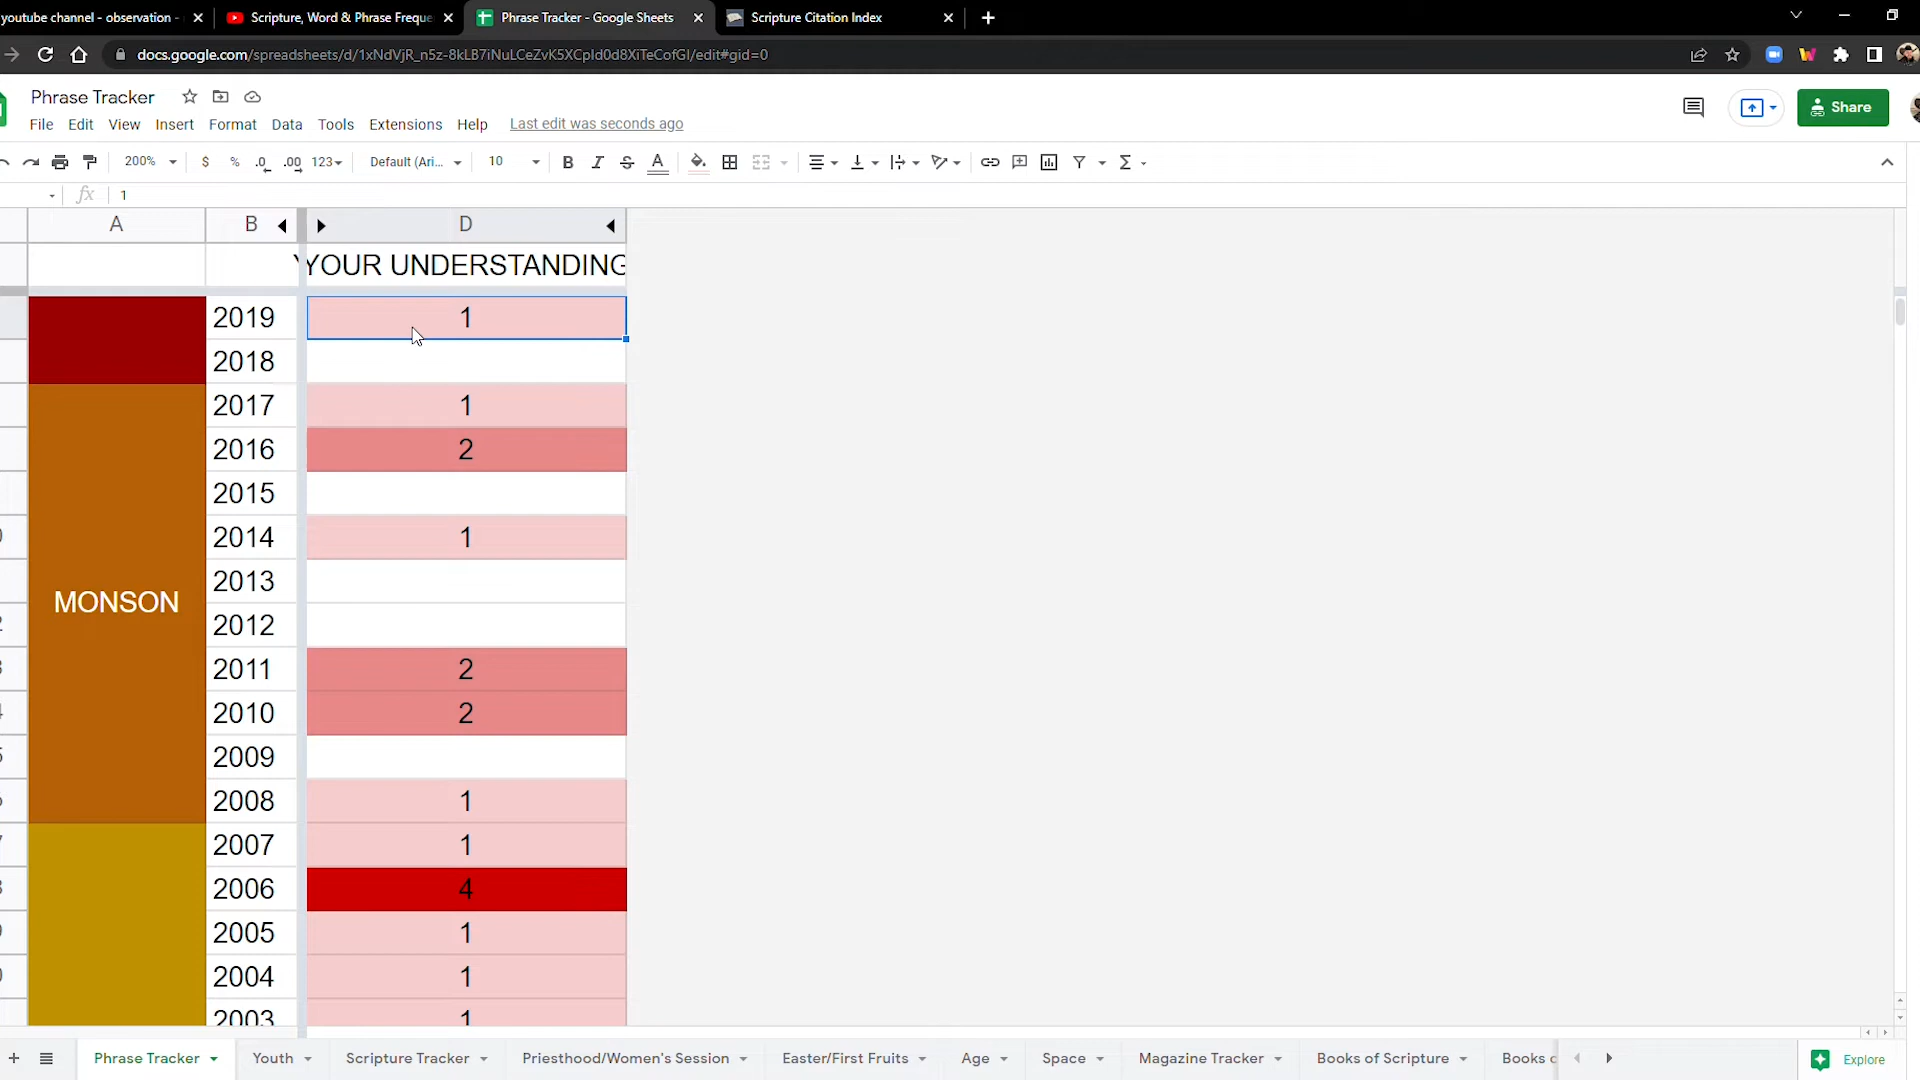 youtube channel - observation -
Scripture, Word & Phrase Freque
Phrase Tracker - Google Sheets
Scripture Citation Index
docs.google.com/spreadsheets/d/1xNdVjR_n5z-8kLB7iNuLCeZvK5XCpId0d8XiTeCofGI/edit#gid=0
Phrase Tracker
File Edit View Insert Format Data Tools Extensions Help Last edit was seconds ago
Share
200% $ % .0 .00 123 Default (Ari... 10 B I S A Σ
fx 1
A B D
YOUR UNDERSTANDING
2019 1
2018
2017 1
2016 2
2015
2014 1
2013
MONSON
2012
2011 2
2010 2
2009
2008 1
2007 1
2006 4
2005 1
2004 1
2003 1
+ Phrase Tracker Youth Scripture Tracker Priesthood/Women's Session Easter/First Fruits Age Space Magazine Tracker Books of Scripture Books Explore